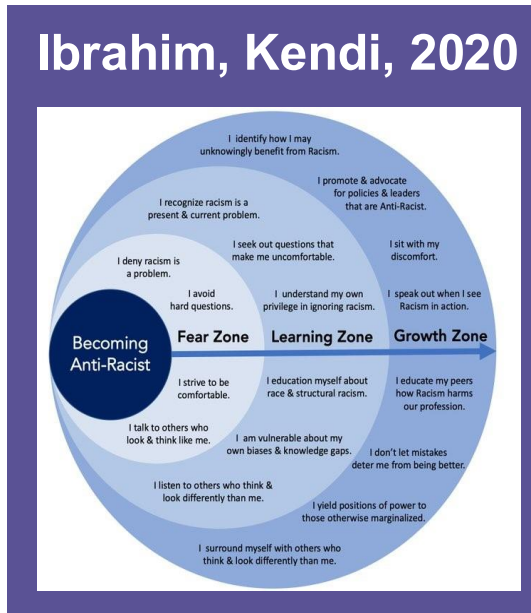 Ibrahim, Kendi, 2020
I identify how I may
unknowingly benefit from Racism.
I promote & advocate
for policies & leaders
that are Anti-Racist.
I recognize racism is a
present & current problem.
I seek out questions that
make me uncomfortable.
I sit with my
discomfort.
I deny racism is
a problem.
I avoid
hard questions.
I understand my own
privilege in ignoring racism.
I speak out when I see
Racism in action.
Becoming
Anti-Racist
Fear Zone
Learning Zone
Growth Zone
I strive to be
comfortable.
I education myself about
race & structural racism.
I educate my peers
how Racism harms
our profession.
I talk to others who
look & think like me.
I am vulnerable about my
own biases & knowledge gaps.
I don't let mistakes
deter me from being better.
I listen to others who think &
look differently than me.
I yield positions of power to
those otherwise marginalized.
I surround myself with others who
think & look differently than me.